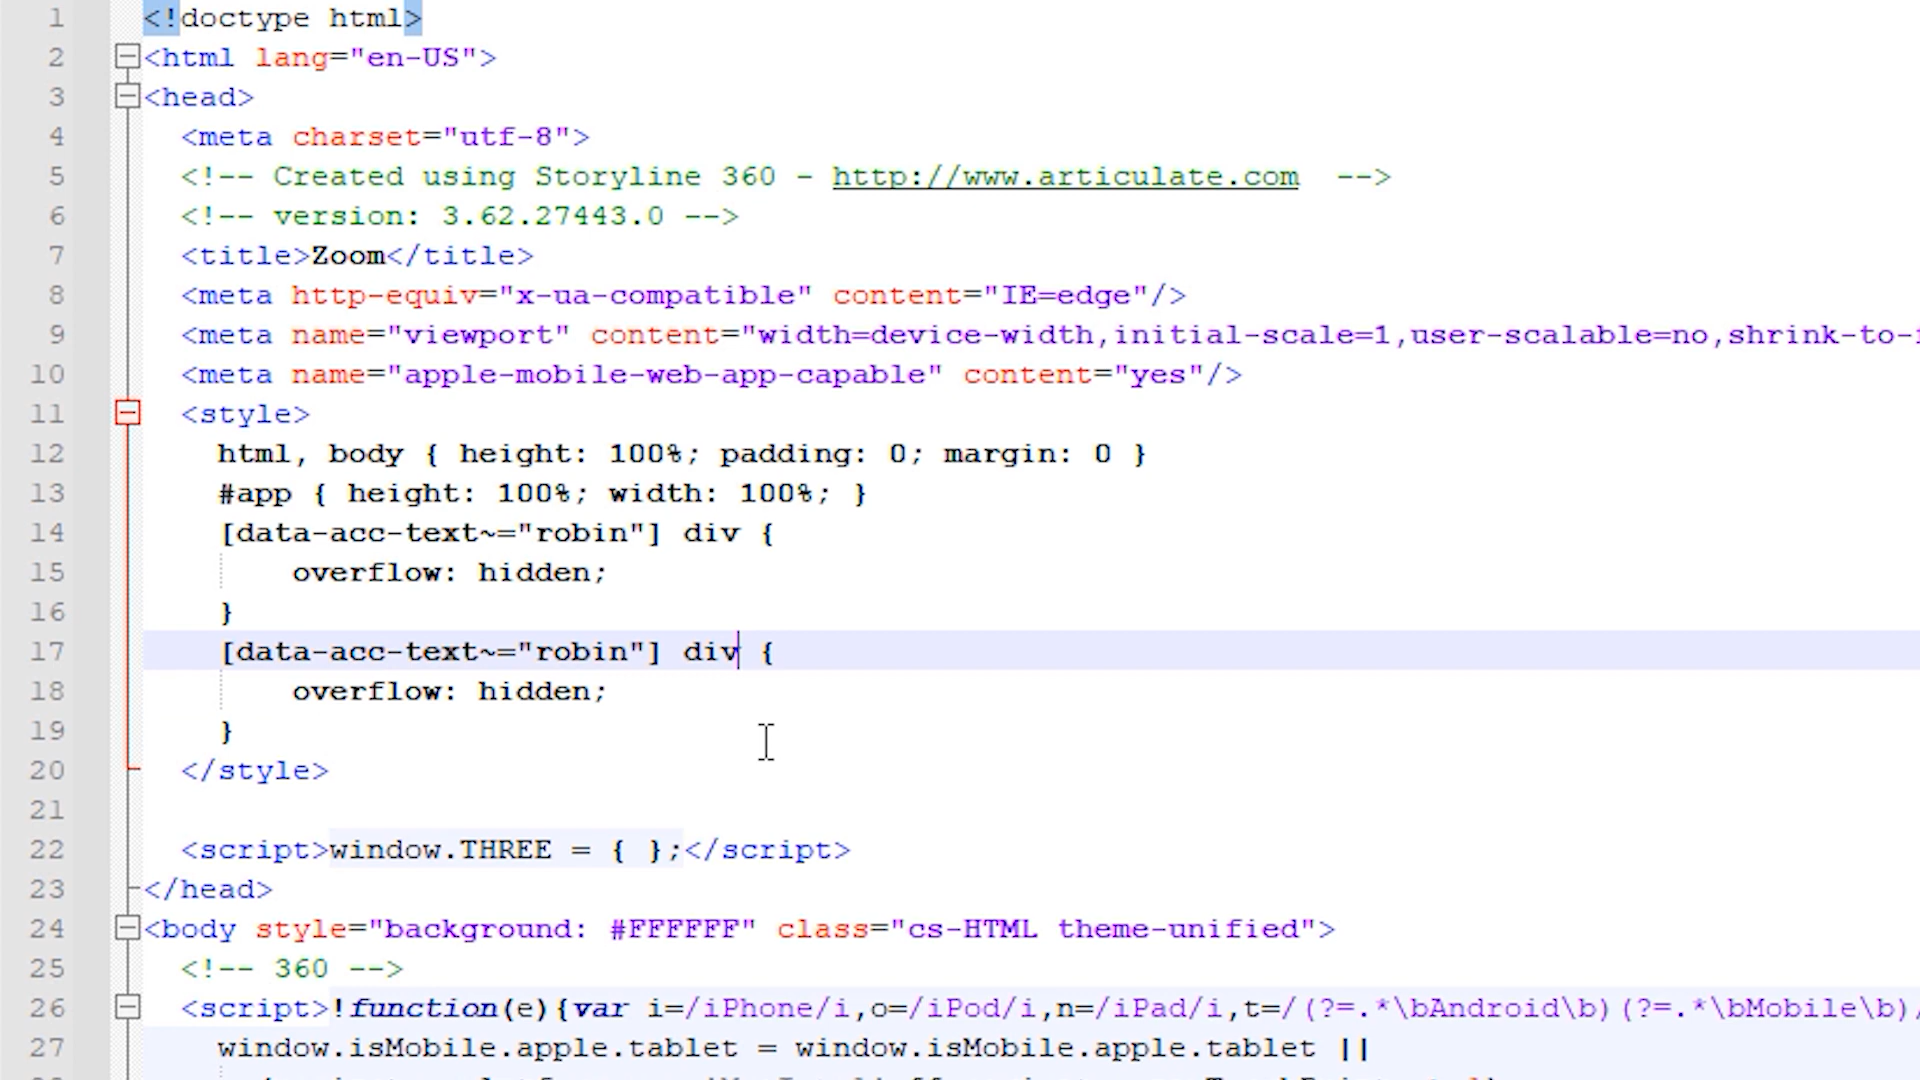 1 <!doctype html>
2 <html lang="en-US">
3 <head>
4 <meta charset="utf-8">
5 <!-- Created using Storyline 360 - http://www.articulate.com -->
6 <!-- version: 3.62.27443.0 -->
7 <title>Zoom</title>
8 <meta http-equiv="x-ua-compatible" content="IE=edge"/>
9 <meta name="viewport" content="width=device-width,initial-scale=1,user-scalable=no,shrink-to-
10 <meta name="apple-mobile-web-app-capable" content="yes"/>
11 <style>
12 html, body { height: 100%; padding: 0; margin: 0 }
13 #app { height: 100%; width: 100%; }
14 [data-acc-text~="robin"] div {
15 overflow: hidden;
16 }
17 [data-acc-text~="robin"] div {
18 overflow: hidden;
19 }
20 </style>
21
22 <script>window.THREE = { };</script>
23 </head>
24 <body style="background: #FFFFFF" class="cs-HTML theme-unified">
25 <!-- 360 -->
26 <script>!function(e){var i=/iPhone/i,o=/iPod/i,n=/iPad/i,t=/(?=.*\bAndroid\b)(?=.*\bMobile\b)
27 window.isMobile.apple.tablet = window.isMobile.apple.tablet ||